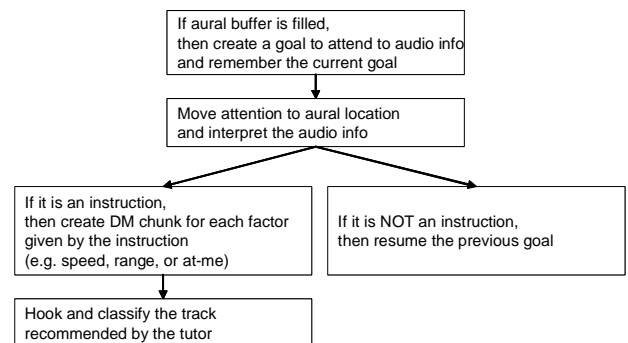 If aural buffer is filled,
then create a goal to attend to audio info
and remember the current goal
Move attention to aural location
and interpret the audio info
If it is an instruction,
then create DM chunk for each factor
given by the instruction
(e.g. speed, range, or at-me)
If it is NOT an instruction,
then resume the previous goal
Hook and classify the track
recommended by the tutor